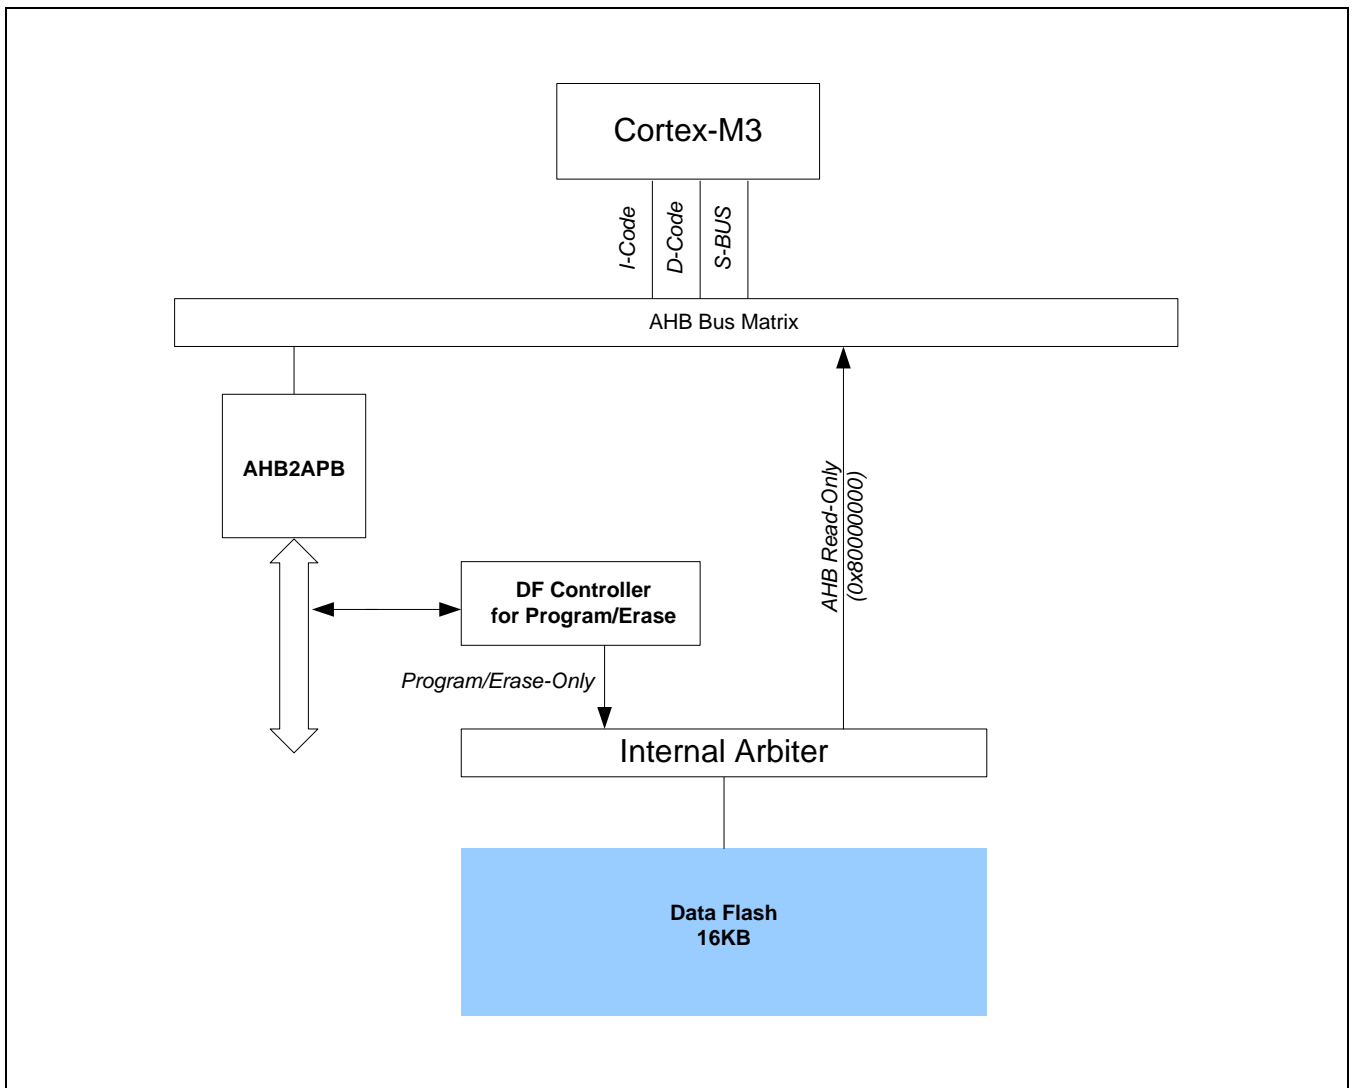 Cortex-M3
I-Code
D-Code
S-BUS
AHB Bus Matrix
AHB2APB
AHB Read-Only
(0x80000000)
DF Controller
for Program/Erase
Program/Erase-Only
Internal Arbiter
Data Flash
16KB